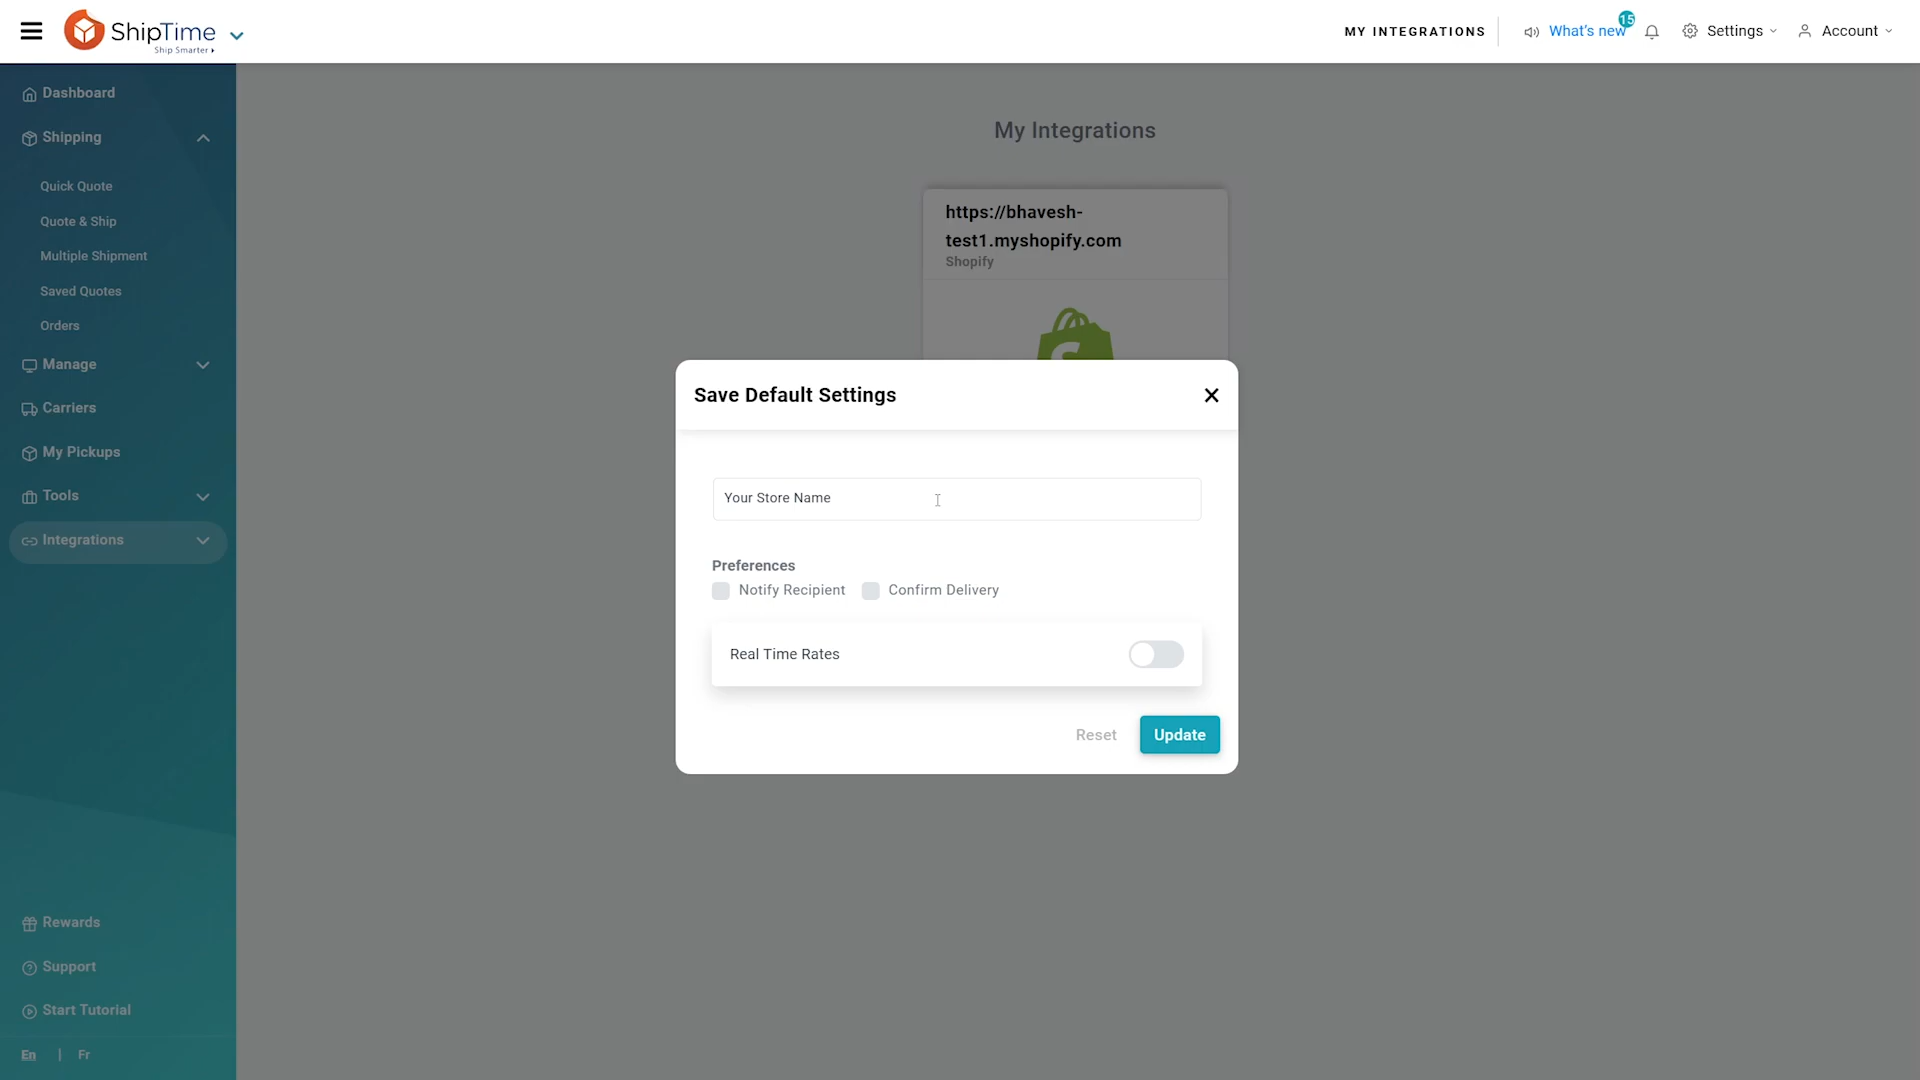 ShipTime
Ship Smarter
MY INTEGRATIONS
What's new
15
Settings
Account
Dashboard
Shipping
Quick Quote
Quote & Ship
Multiple Shipment
Saved Quotes
Orders
Manage
Carriers
My Pickups
Tools
Integrations
Rewards
Support
Start Tutorial
En | Fr
My Integrations
https://bhavesh-
test1.myshopify.com
Shopify
Save Default Settings
Your Store Name
Preferences
Notify Recipient
Confirm Delivery
Real Time Rates
Reset
Update